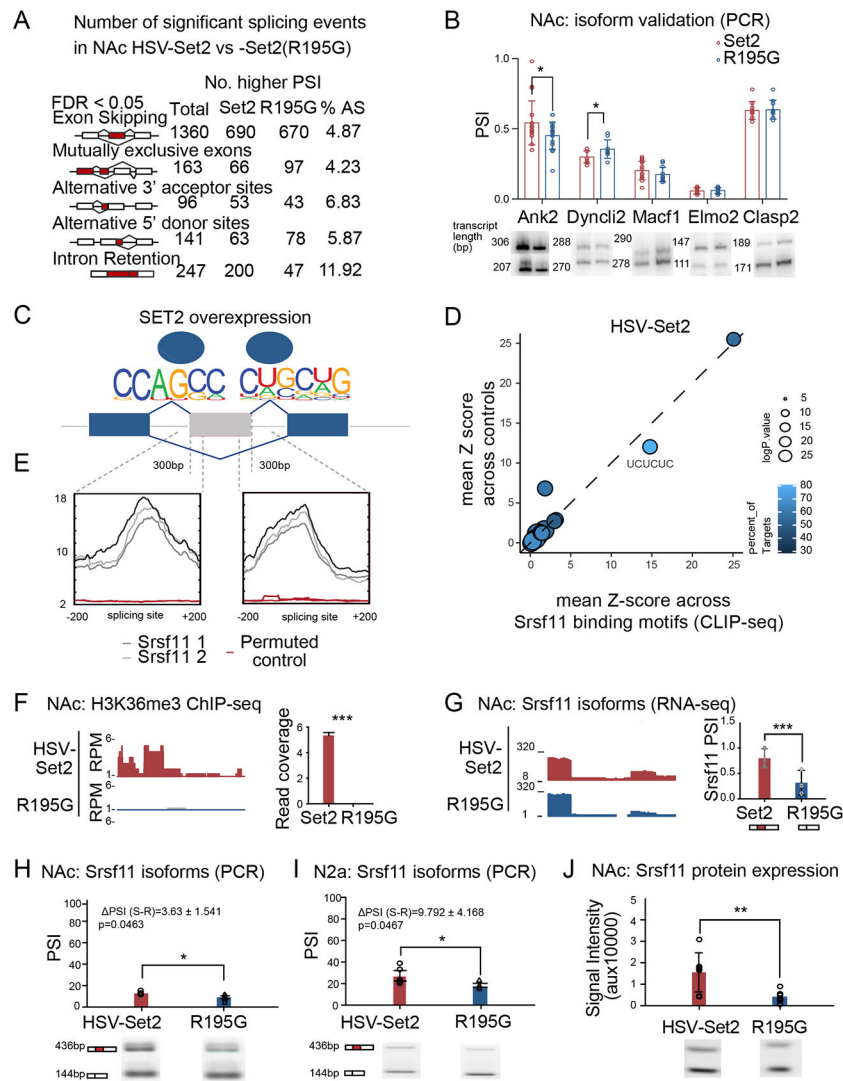 A Number of significant splicing events
in NAc HSV-Set2 vs -Set2(R195G)
No. higher PSI
FDR < 0.05 Total Set2 R195G % AS
Exon Skipping
1360 690 670 4.87
Mutually exclusive exons
163 66 97 4.23
Alternative 3' acceptor sites
96 53 43 6.83
Alternative 5' donor sites
141 63 78 5.87
Intron Retention
247 200 47 11.92
B NAc: isoform validation (PCR)
Set2
R195G
1.0
0.5
0.0
PSI
* *
Ank2 Dyncli2 Macf1 Elmo2 Clasp2
transcript
length
(bp)
306 288 290 147 189
207 270 278 111 171
C SET2 overexpression
CCAGCC CUGCUG
300bp 300bp
D HSV-Set2
25
20
15
10
5
0
mean Z score
across controls
UCUCUC
0 5 10 15 20 25
mean Z-score across
Srsf11 binding motifs (CLIP-seq)
logP.value
5
10
15
20
25
percent_of
Targets
80
70
60
50
40
30
E
18
10
2
-200 splicing site +200
-200 splicing site +200
Srsf11 1
Srsf11 2
Permuted
control
F NAc: H3K36me3 ChIP-seq
HSV-
Set2
RPM
6-
1-
R195G
RPM
1-
6-
Read coverage
6
4
2
0
***
Set2 R195G
G NAc: Srsf11 isoforms (RNA-seq)
HSV-
Set2
320
8
R195G
320
1
Srsf11 PSI
1.5
1.0
0.5
0.0
***
Set2 R195G
H NAc: Srsf11 isoforms (PCR)
ΔPSI (S-R)=3.63 ± 1.541
p=0.0463
PSI
100
80
60
40
20
0
*
HSV-Set2 R195G
436bp
144bp
I N2a: Srsf11 isoforms (PCR)
ΔPSI (S-R)=9.792 ± 4.168
p=0.0467
PSI
100
80
60
40
20
0
*
HSV-Set2 R195G
436bp
144bp
J NAc: Srsf11 protein expression
Signal Intensity
(aux10000)
5
4
3
2
1
0
**
HSV-Set2 R195G